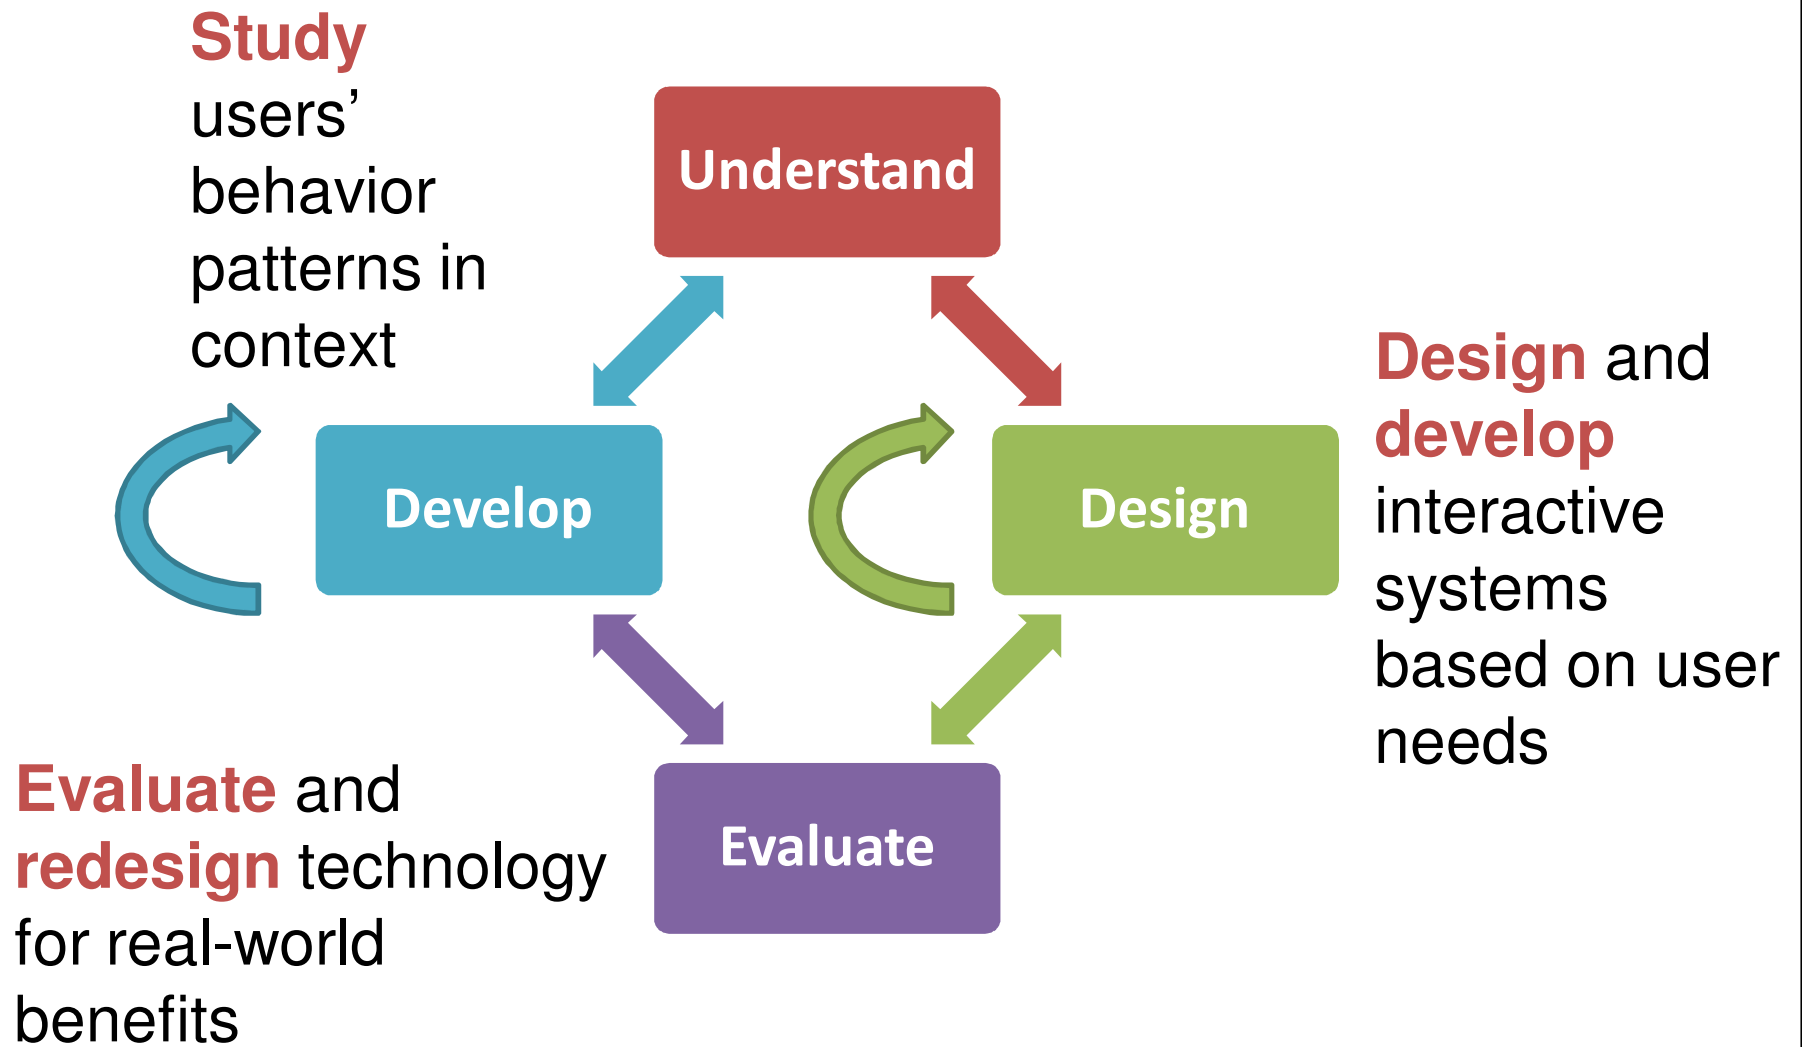 Study
users’
behavior
patterns in
context
Understand
Develop
Design
Design and
develop
interactive
systems
based on user
needs
Evaluate and
redesign technology
for real-world
benefits
Evaluate